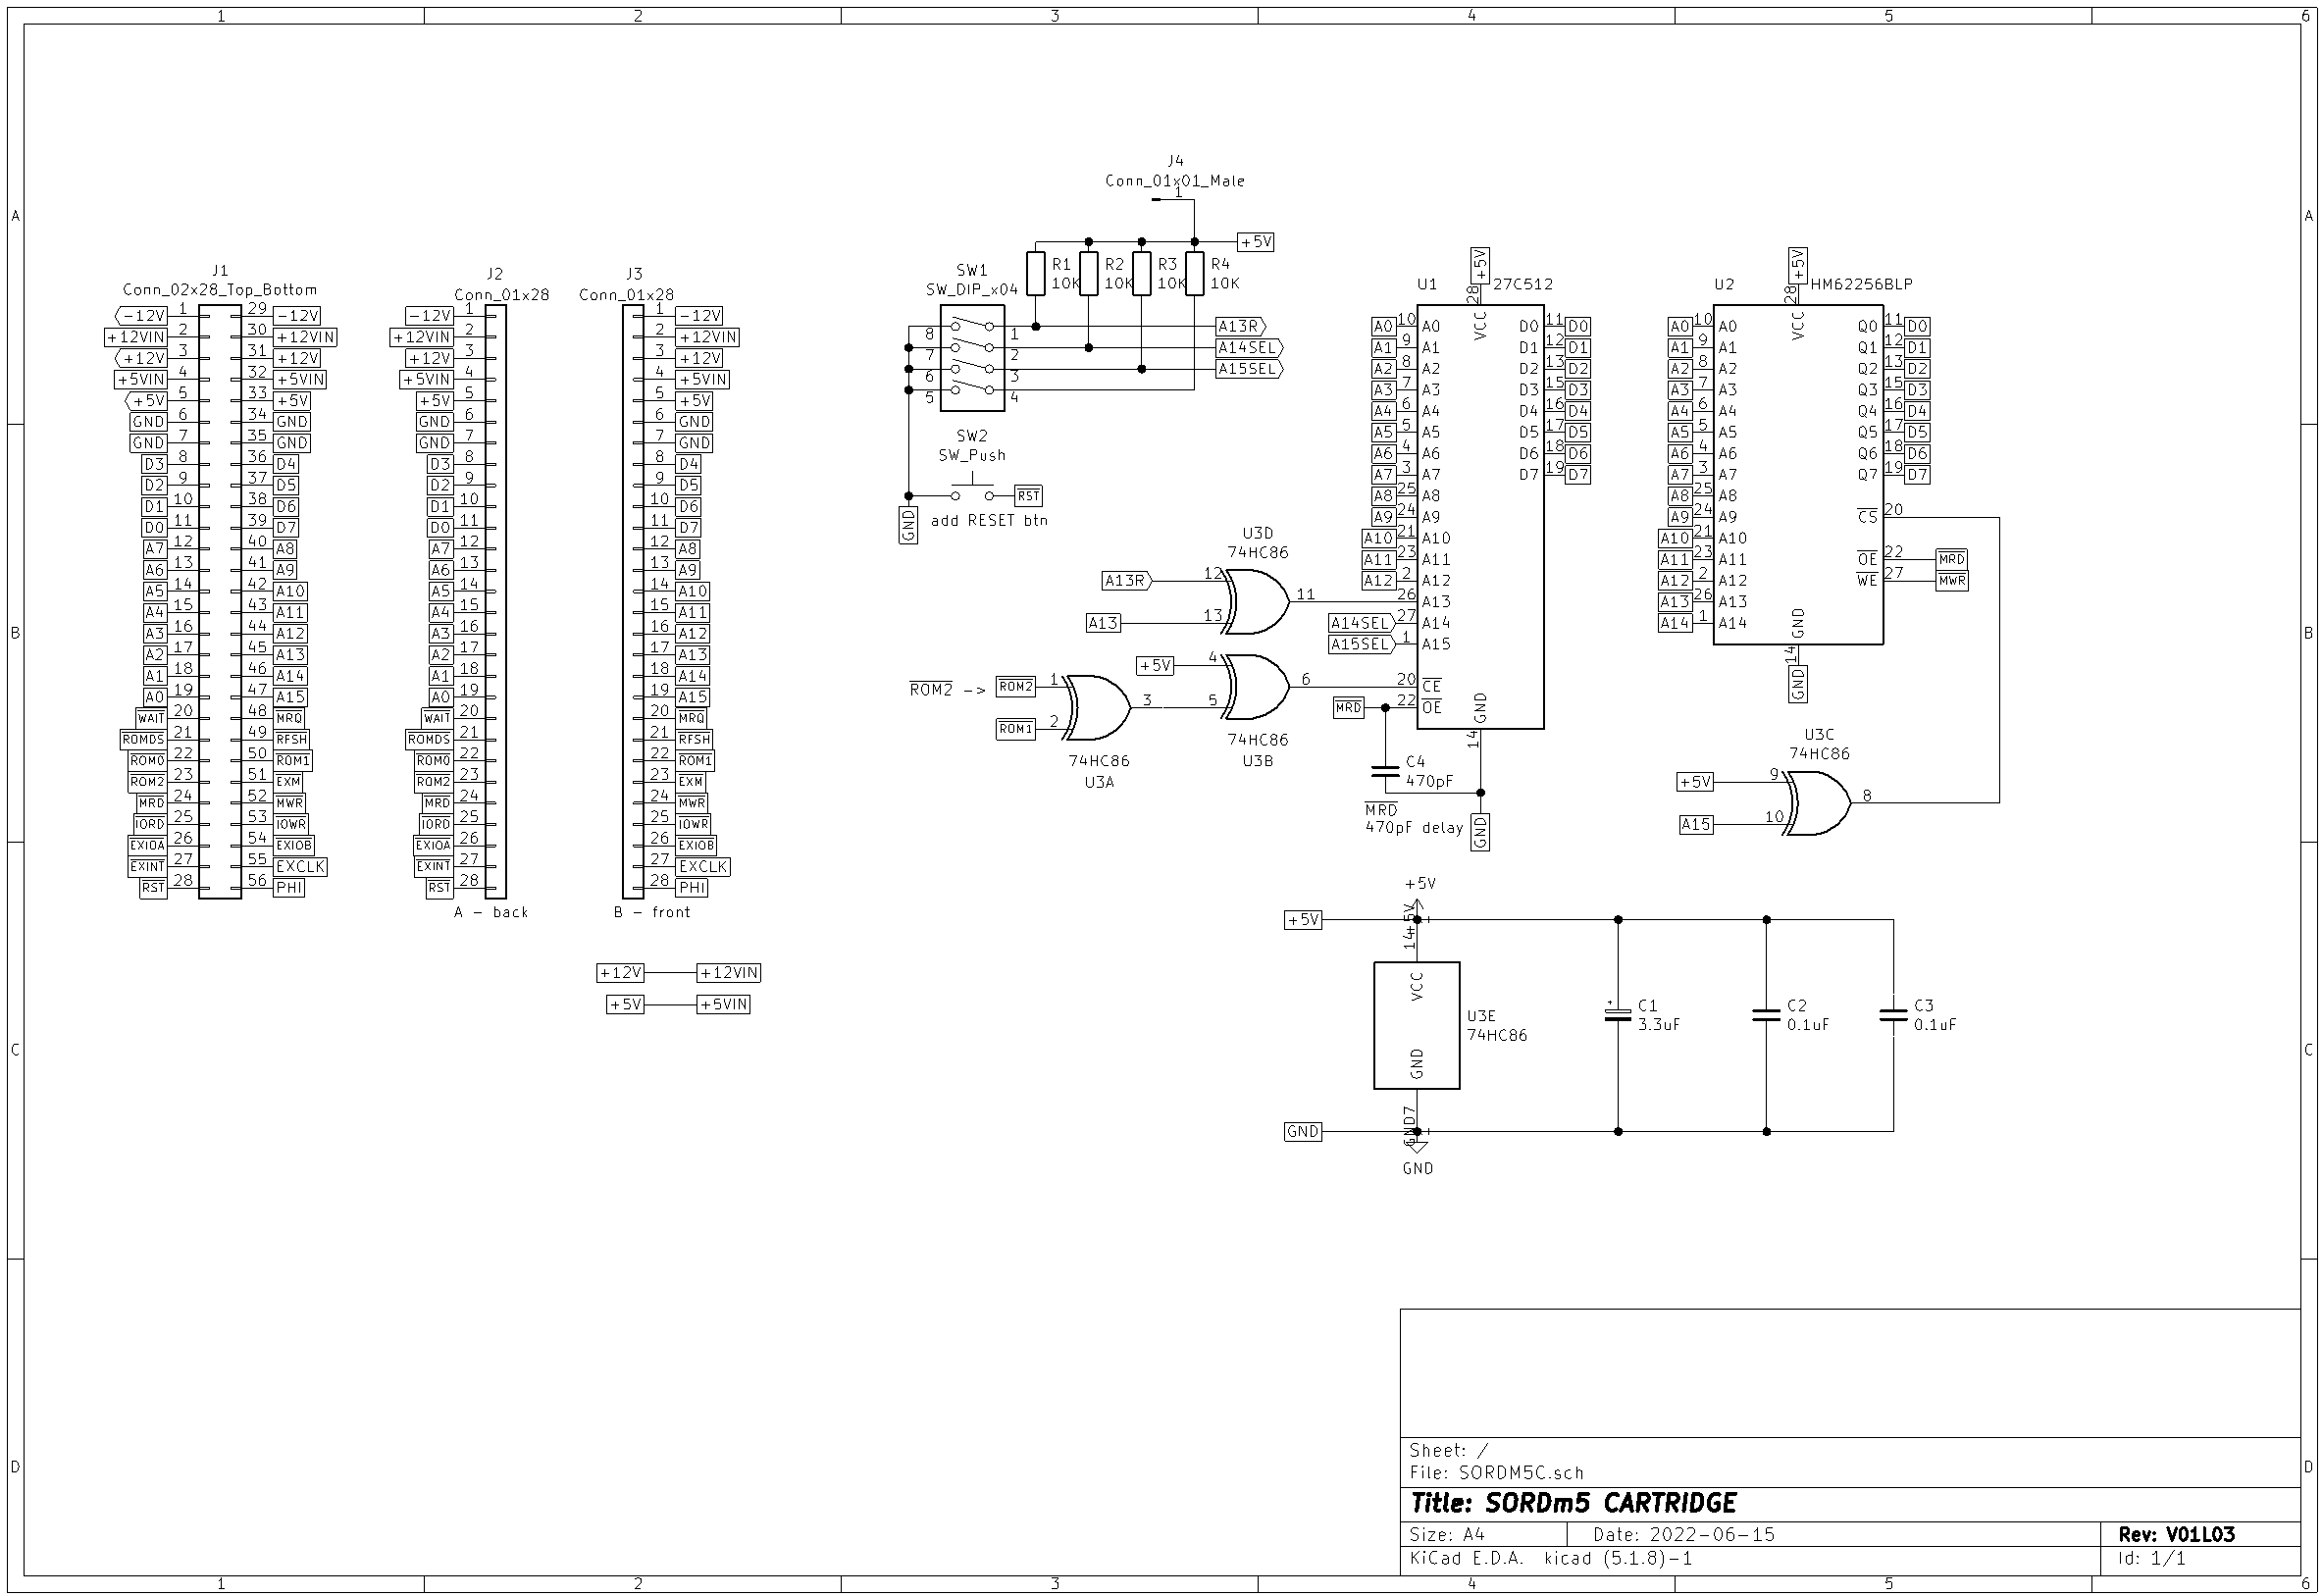 1 2 3 4 5 6
A A
B B
C C
D D
J1
Conn_02x28_Top_Bottom
-12V 1 29 -12V
+12VIN 2 30 +12VIN
+12V 3 31 +12V
+5VIN 4 32 +5VIN
+5V 5 33 +5V
GND 6 34 GND
GND 7 35 GND
D3 8 36 D4
D2 9 37 D5
D1 10 38 D6
D0 11 39 D7
A7 12 40 A8
A6 13 41 A9
A5 14 42 A10
A4 15 43 A11
A3 16 44 A12
A2 17 45 A13
A1 18 46 A14
A0 19 47 A15
WAIT 20 48 MRQ
ROMDS 21 49 RFSH
ROM0 22 50 ROM1
ROM2 23 51 EXM
MRD 24 52 MWR
IORD 25 53 IOWR
EXIOA 26 54 EXIOB
EXINT 27 55 EXCLK
RST 28 56 PHI
J2
Conn_01x28
-12V 1
+12VIN 2
+12V 3
+5VIN 4
+5V 5
GND 6
GND 7
D3 8
D2 9
D1 10
D0 11
A7 12
A6 13
A5 14
A4 15
A3 16
A2 17
A1 18
A0 19
WAIT 20
ROMDS 21
ROM0 22
ROM2 23
MRD 24
IORD 25
EXIOA 26
EXINT 27
RST 28
A - back
J3
Conn_01x28
1 -12V
2 +12VIN
3 +12V
4 +5VIN
5 +5V
6 GND
7 GND
8 D4
9 D5
10 D6
11 D7
12 A8
13 A9
14 A10
15 A11
16 A12
17 A13
18 A14
19 A15
20 MRQ
21 RFSH
22 ROM1
23 EXM
24 MWR
25 IOWR
26 EXIOB
27 EXCLK
28 PHI
B - front
+12V +12VIN
+5V +5VIN
J4
Conn_01x01_Male
1
+5V
R1 R2 R3 R4
10K 10K 10K 10K
SW1
SW_DIP_x04
8 1 A13R
7 2 A14SEL
6 3 A15SEL
5 4
SW2
SW_Push
RST
GND
add RESET btn
U3D
74HC86
A13R 12
11
A13 13
+5V 4
6
5
74HC86
U3B
ROM2 -> ROM2 1
3
ROM1 2
74HC86
U3A
+5V
U1 28 27C512
VCC
A0 10 A0 D0 11 D0
A1 9 A1 D1 12 D1
A2 8 A2 D2 13 D2
A3 7 A3 D3 15 D3
A4 6 A4 D4 16 D4
A5 5 A5 D5 17 D5
A6 4 A6 D6 18 D6
A7 3 A7 D7 19 D7
A8 25 A8
A9 24 A9
A10 21 A10
A11 23 A11
A12 2 A12
26 A13
A14SEL 27 A14
A15SEL 1 A15
20 CE
MRD 22 OE
GND
14
C4
470pF
MRD
470pF delay
GND
+5V
U2 28 HM62256BLP
VCC
A0 10 A0 Q0 11 D0
A1 9 A1 Q1 12 D1
A2 8 A2 Q2 13 D2
A3 7 A3 Q3 15 D3
A4 6 A4 Q4 16 D4
A5 5 A5 Q5 17 D5
A6 4 A6 Q6 18 D6
A7 3 A7 Q7 19 D7
A8 25 A8
A9 24 A9 CS 20
A10 21 A10
A11 23 A11 OE 22 MRD
A12 2 A12 WE 27 MWR
A13 26 A13
A14 1 A14
GND
14
GND
U3C
74HC86
+5V 9
8
A15 10
+5V
+5V
+5V
14
VCC
U3E
74HC86
GND
GND 7
GND
GND
C1
3.3uF
C2
0.1uF
C3
0.1uF
Sheet: /
File: SORDM5C.sch
Title: SORDm5 CARTRIDGE
Size: A4 Date: 2022-06-15 Rev: V01L03
KiCad E.D.A. kicad (5.1.8)-1 Id: 1/1
1 2 3 4 5 6